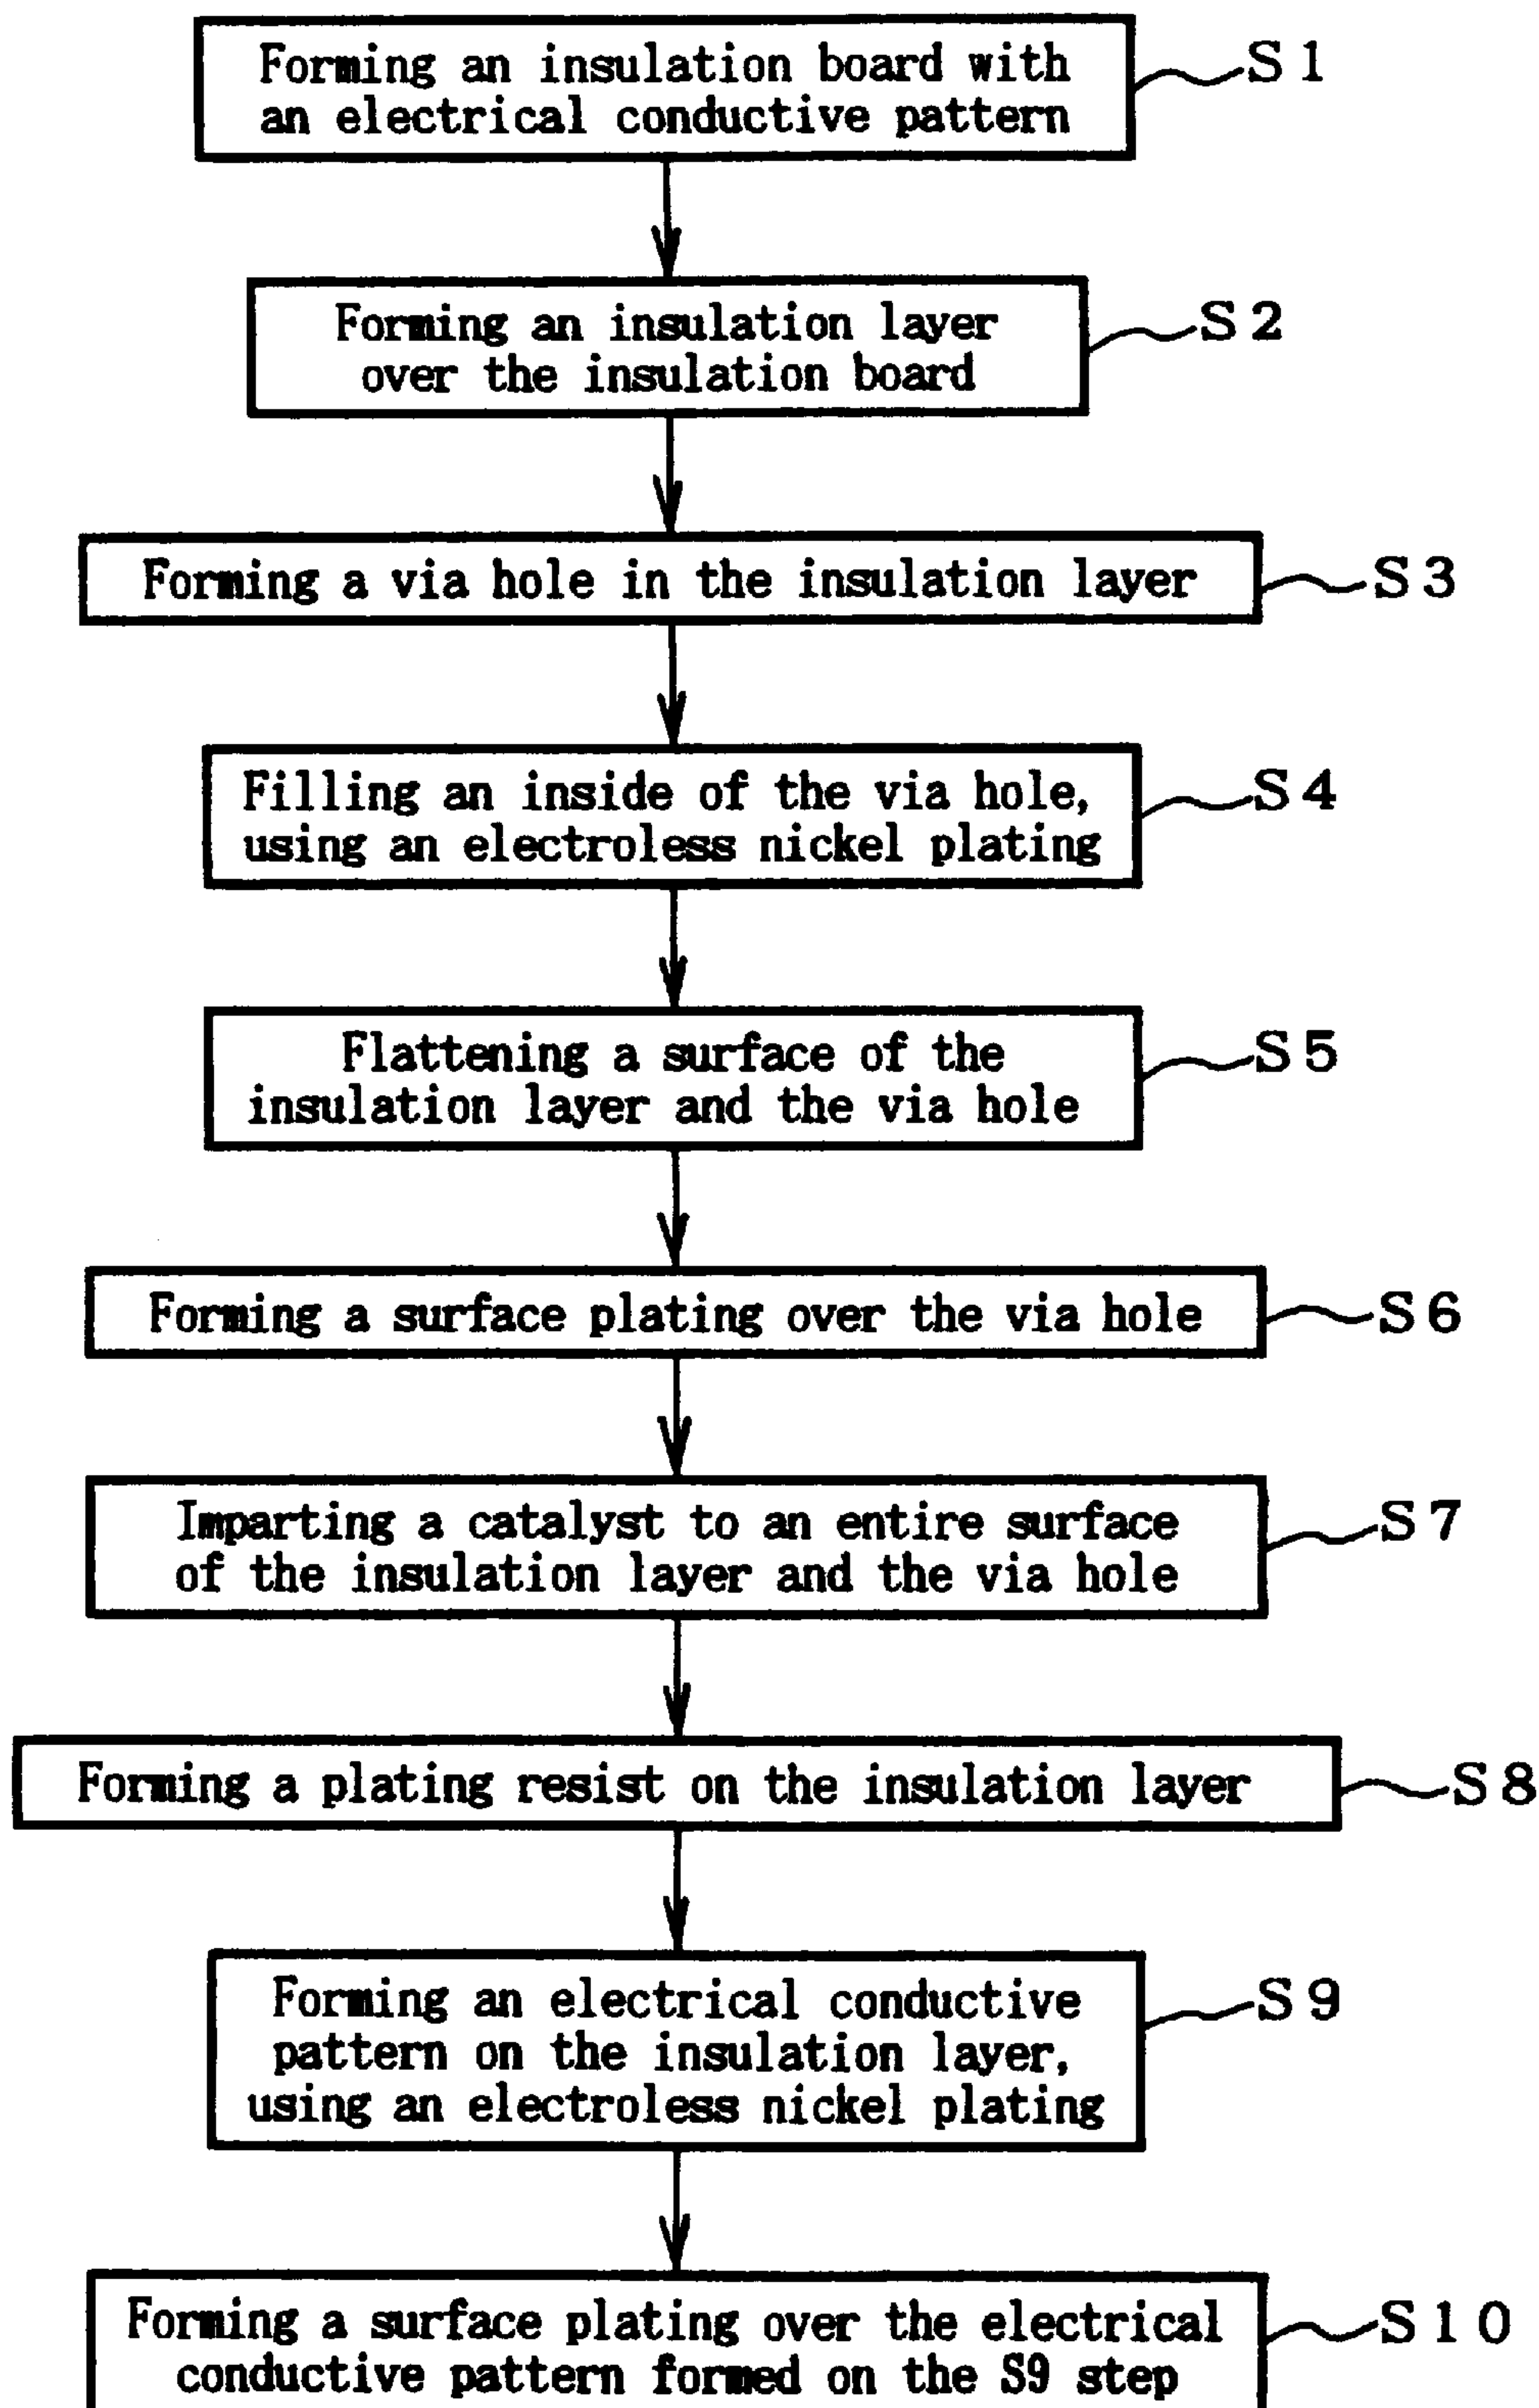 Forming an insulation board with
an electrical conductive pattern
S1
Forming an insulation layer
over the insulation board
S2
Forming a via hole in the insulation layer
S3
Filling an inside of the via hole,
using an electroless nickel plating
S4
Flattening a surface of the
insulation layer and the via hole
S5
Forming a surface plating over the via hole
S6
Imparting a catalyst to an entire surface
of the insulation layer and the via hole
S7
Forming a plating resist on the insulation layer
S8
Forming an electrical conductive
pattern on the insulation layer,
using an electroless nickel plating
S9
Forming a surface plating over the electrical
conductive pattern formed on the S9 step
S10